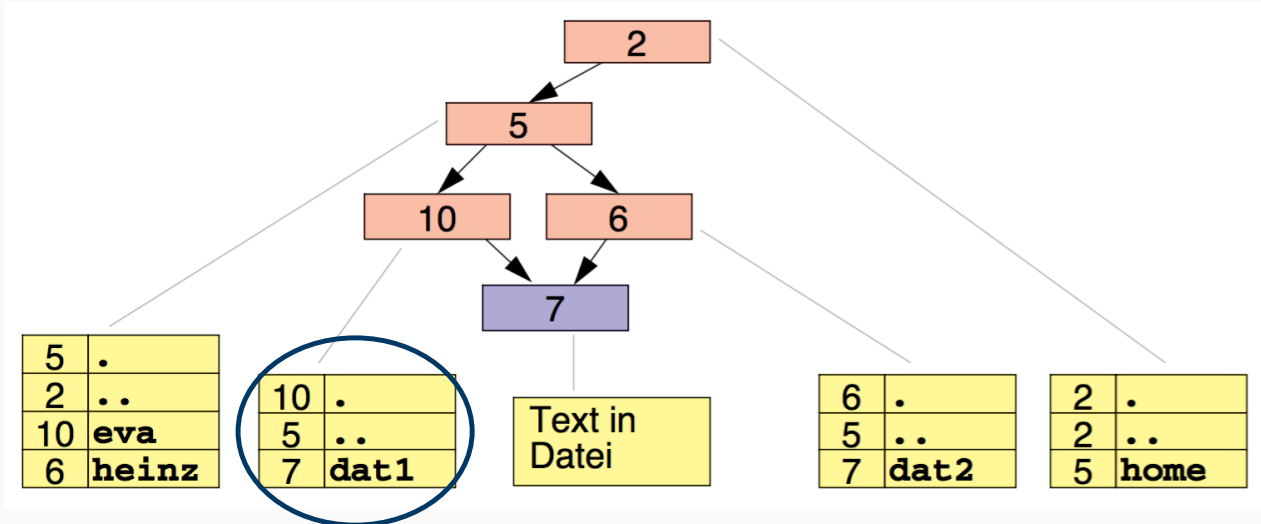 2
5
10 6
7
5 .
2 ..
10 eva
6 heinz
10 .
5 ..
7 dat1
Text in
Datei
6 .
5 ..
7 dat2
2 .
2 ..
5 home